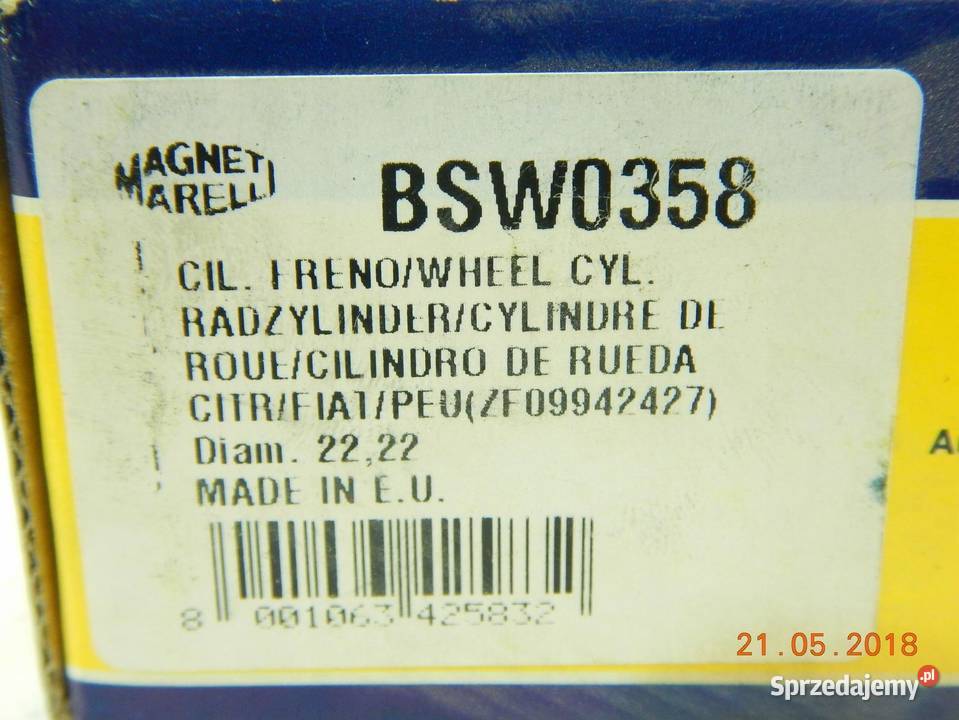 MAGNETI
MARELLI
BSW0358
CIL. FRENO/WHEEL CYL.
RADZYLINDER/CYLINDRE DE
ROUE/CILINDRO DE RUEDA
CITR/FIAT/PEU(ZF09942427)
Diam. 22,22
MADE IN E.U.
8 001063 425832
21.05.2018
Sprzedajemy.pl